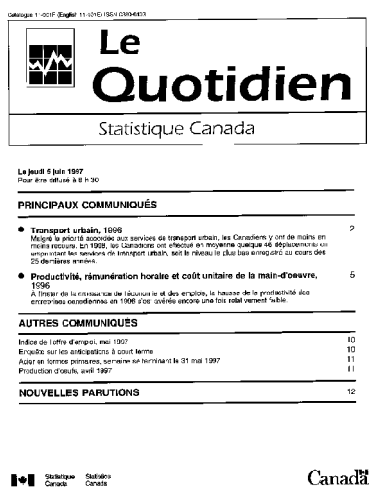 Catalogue 11-001F (English 11-001E) ISSN 0380-6
Le
Quotidien
Statistique Canada
Le jeudi 5 juin 1997
Pour être diffusé à 8 h 30
PRINCIPAUX COMMUNIQUÉS
● Transport urbain, 1996 2
Malgré la priorité accordée aux services de transport urbain, les Canadiens y ont de moins en
moins recours. En 1996, les Canadiens ont effectué en moyenne quelque 46 déplacements en
empruntant les services de transport urbain, soit le niveau le plus bas enregistré au cours des
25 dernières années.
● Productivité, rémunération horaire et coût unitaire de la main-d'oeuvre, 5
1996
À l'instar de la croissance de l'économie et des emplois, la hausse de la productivité des
entreprises canadiennes en 1996 s'est avérée encore une fois relativement faible.
AUTRES COMMUNIQUÉS
Indice de l'offre d'emploi, mai 1997 10
Enquête sur les anticipations à court terme 10
Acier en formes primaires, semaine se terminant le 31 mai 1997 11
Production d'oeufs, avril 1997 11
NOUVELLES PARUTIONS 12
Statistique Statistics
Canada Canada
Canada